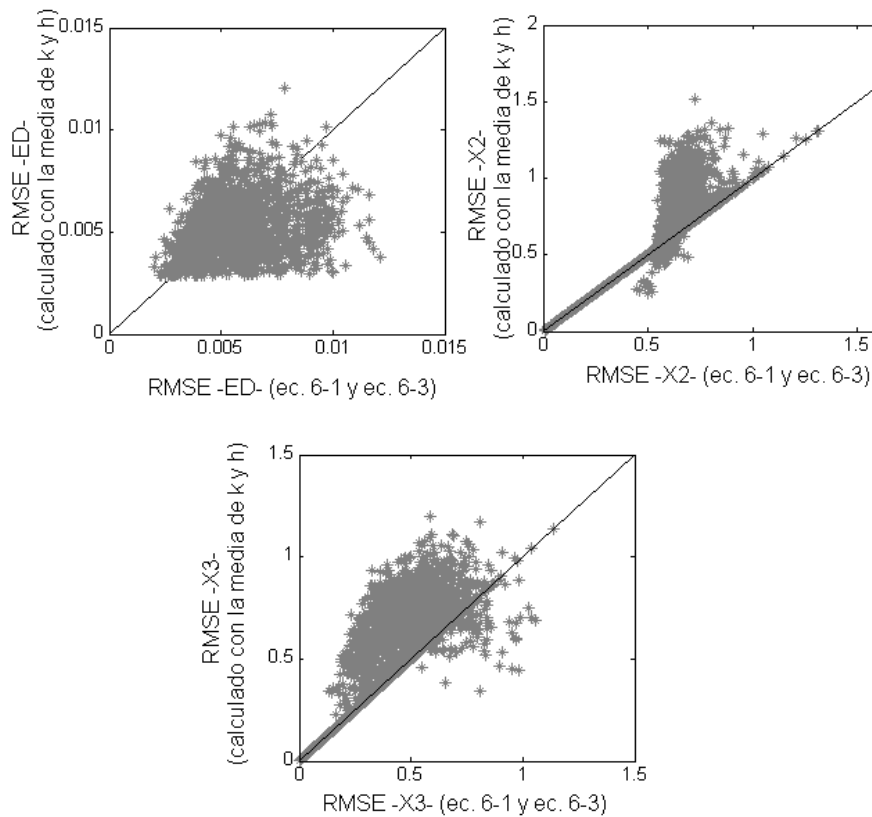 RMSE -ED-
(calculado con la media de k y h)
0.015
0.01
0.005
0
0
0.005
0.01
0.015
RMSE -ED- (ec. 6-1 y ec. 6-3)
RMSE -X2-
(calculado con la media de k y h)
2
1.5
1
0.5
0
0
0.5
1
1.5
RMSE -X2- (ec. 6-1 y ec. 6-3)
RMSE -X3-
(calculado con la media de k y h)
1.5
1
0.5
0
0
0.5
1
1.5
RMSE -X3- (ec. 6-1 y ec. 6-3)